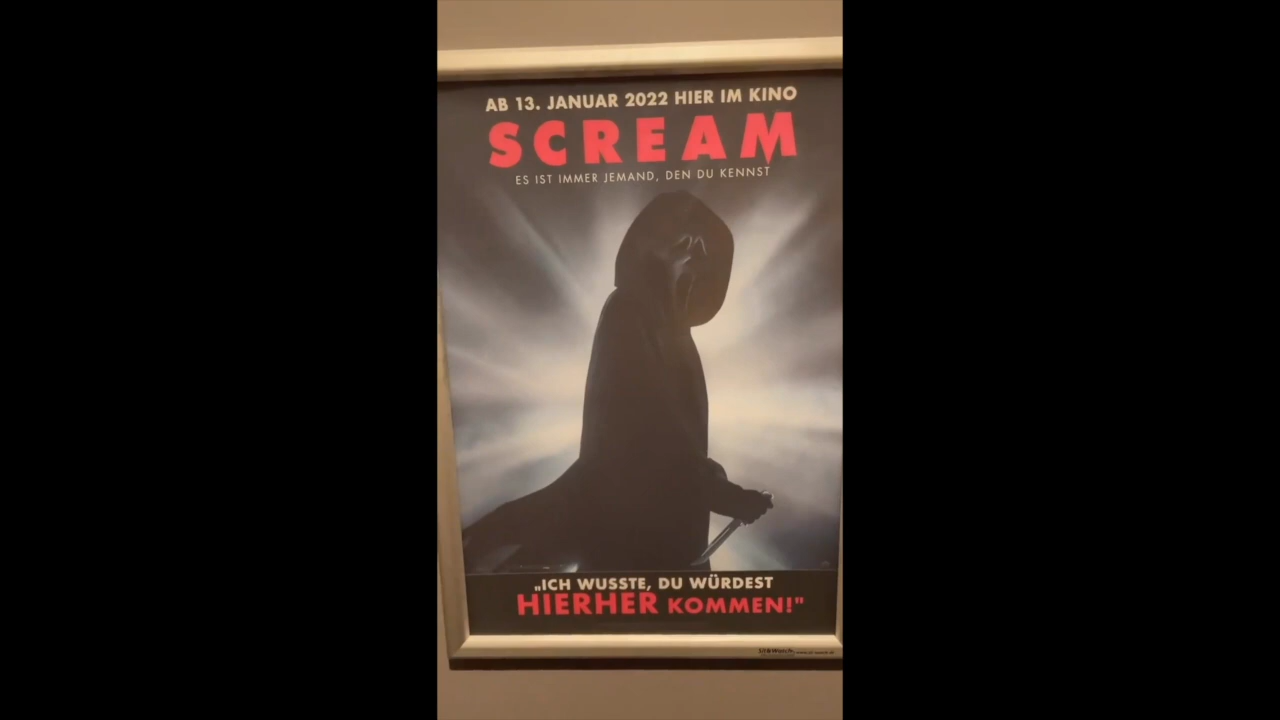 AB 13. JANUAR 2022 HIER IM KINO
SCREAM
ES IST IMMER JEMAND, DEN DU KENNST
„ICH WUSSTE, DU WÜRDEST
HIERHER KOMMEN!"